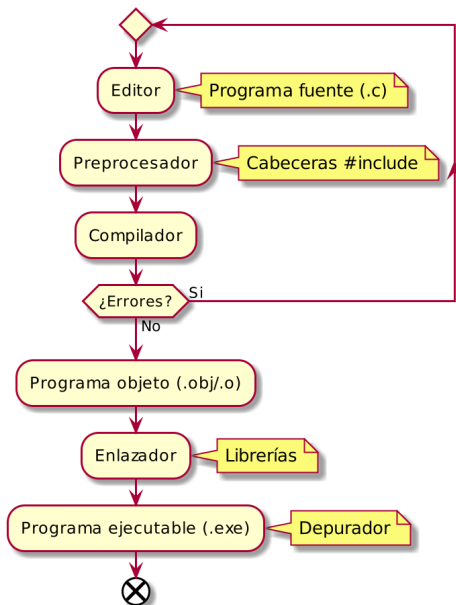 Editor
Programa fuente (.c)
Preprocesador
Cabeceras #include
Compilador
¿Errores?
Si
No
Programa objeto (.obj/.o)
Enlazador
Librerías
Programa ejecutable (.exe)
Depurador